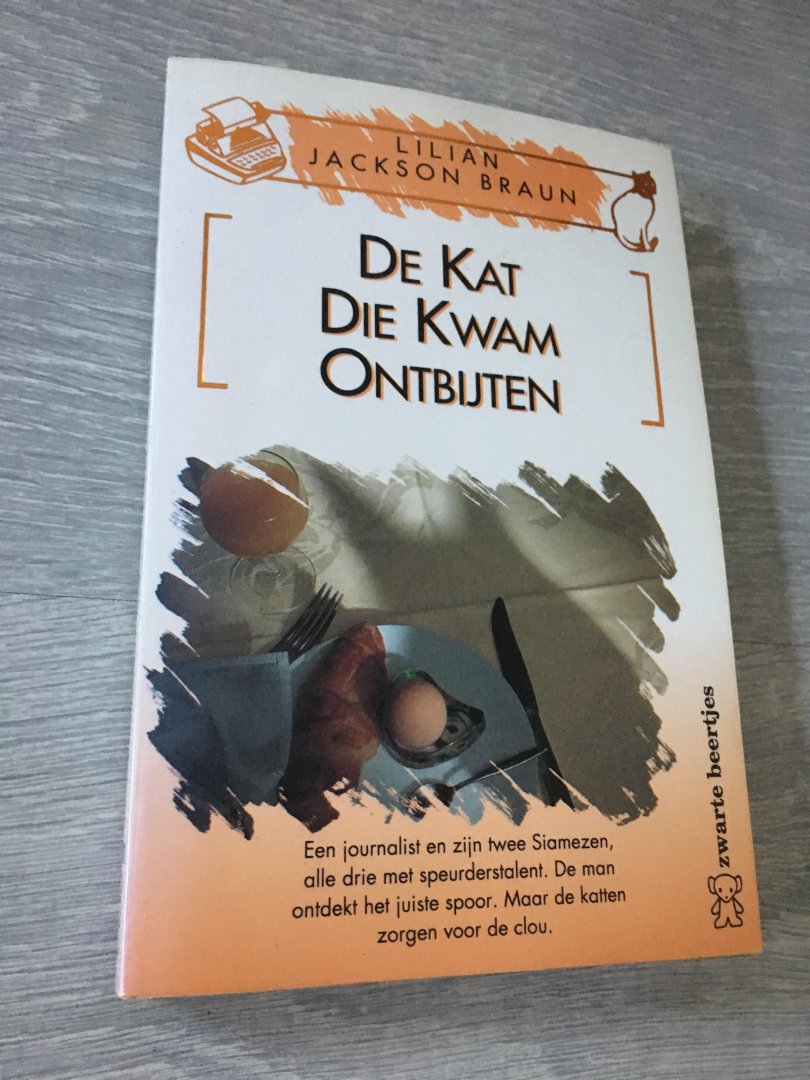 LILIAN
JACKSON BRAUN
DE KAT
DIE KWAM
ONTBIJTEN
Een journalist en zijn twee Siamezen,
alle drie met speurderstalent. De man
ontdekt het juiste spoor. Maar de katten
zorgen voor de clou.
zwarte beertjes